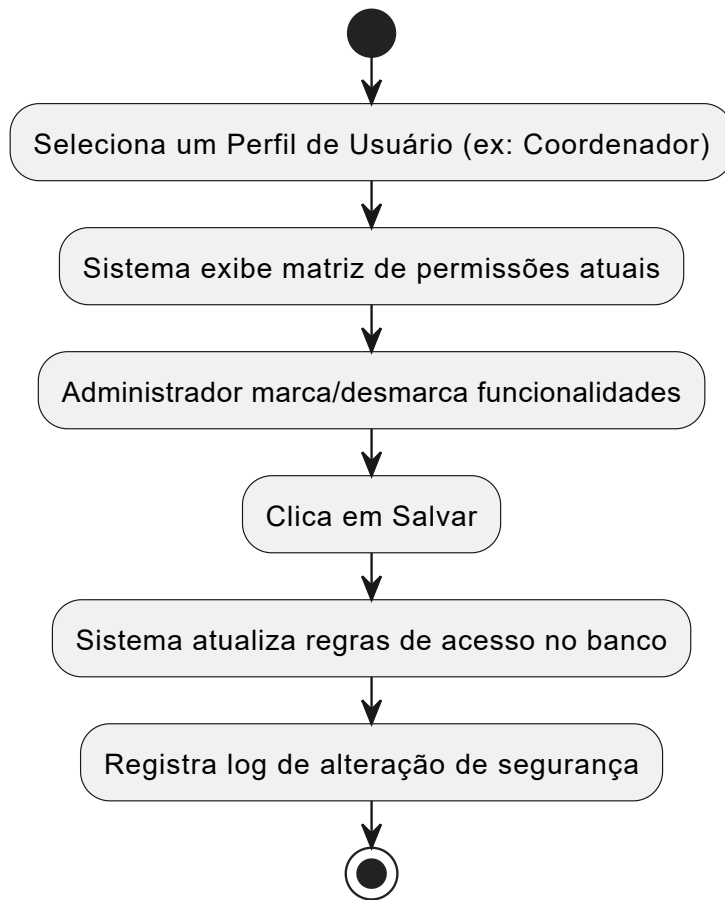 Seleciona um Perfil de Usuário (ex: Coordenador)
Sistema exibe matriz de permissões atuais
Administrador marca/desmarca funcionalidades
Clica em Salvar
Sistema atualiza regras de acesso no banco
Registra log de alteração de segurança